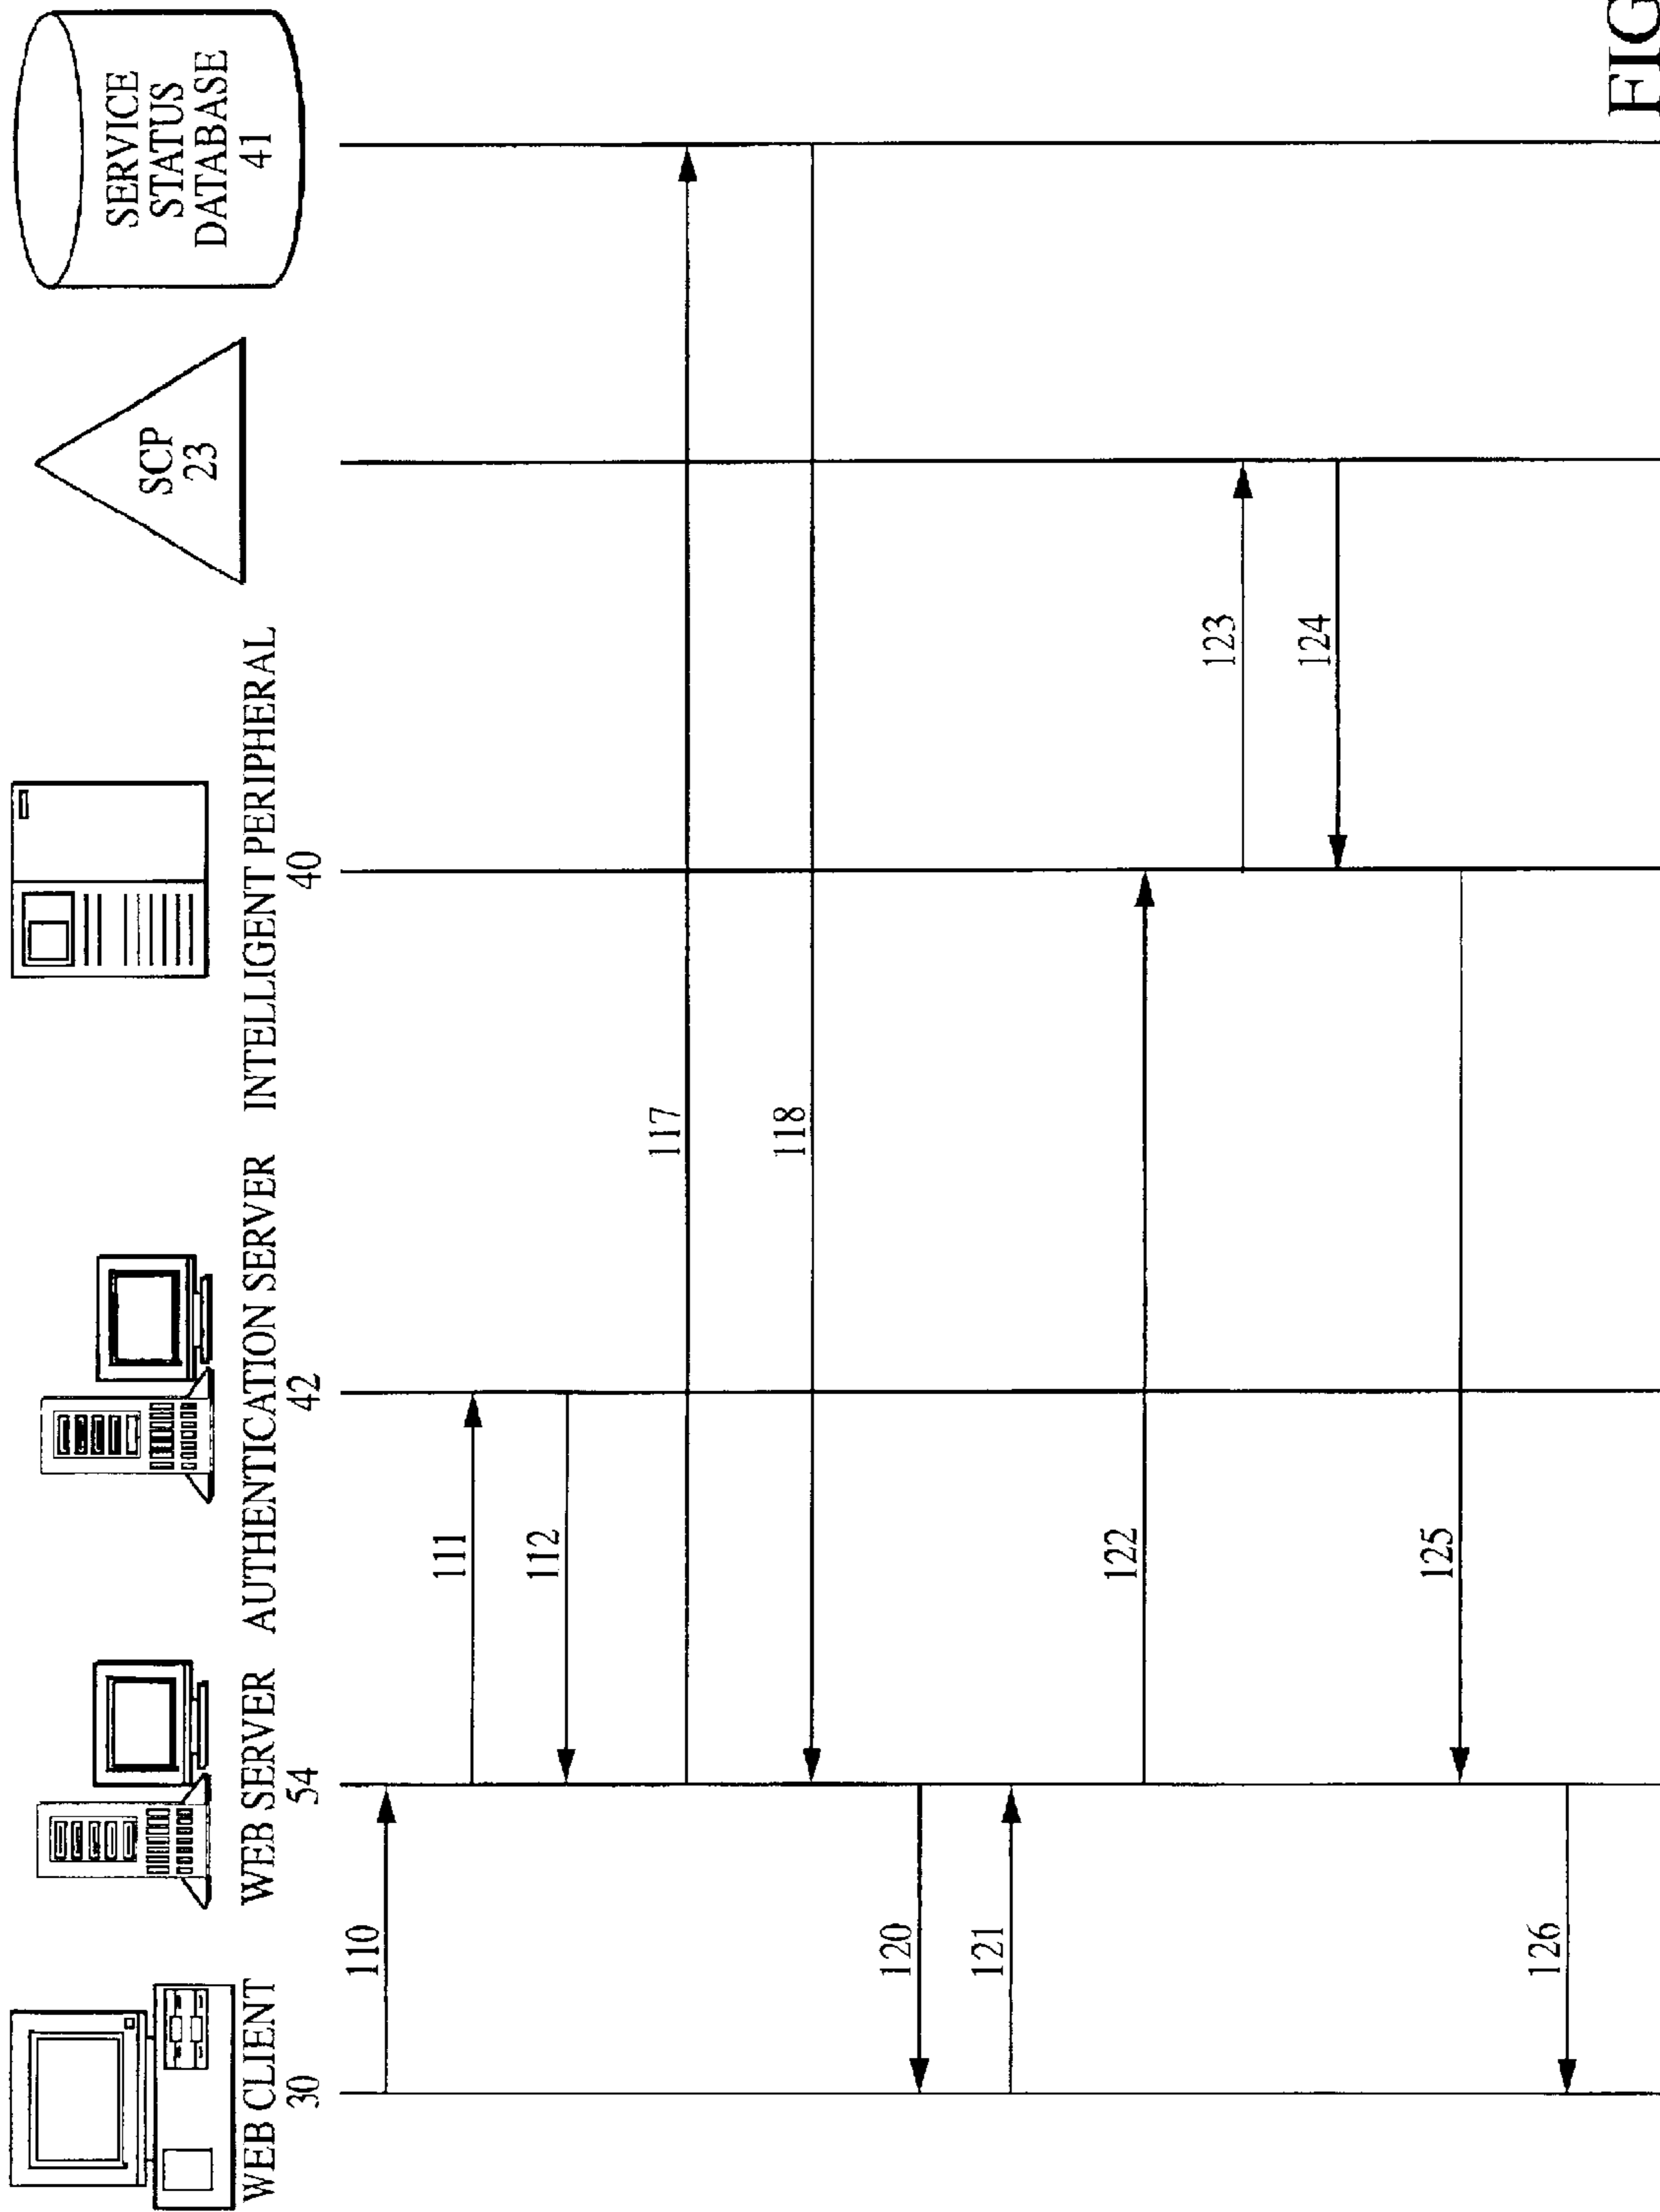 WEB CLIENT
30
WEB SERVER
54
AUTHENTICATION SERVER
42
INTELLIGENT PERIPHERAL
40
SCP
23
SERVICE
STATUS
DATABASE
41
110
111
112
117
118
120
121
122
123
124
125
126
FIG